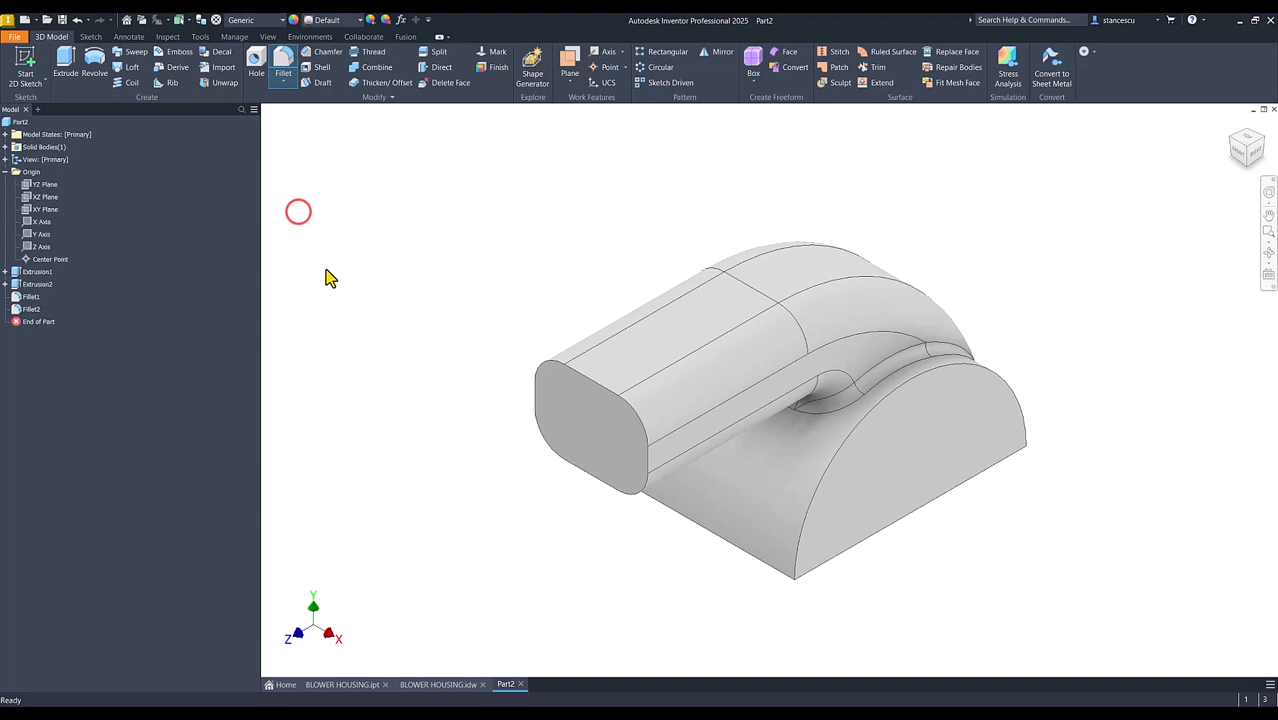 Generic Default fx Autodesk Inventor Professional 2025 Part2 Search Help & Commands... stancescu
File 3D Model Sketch Annotate Inspect Tools Manage View Environments Collaborate Fusion
Start 2D Sketch Extrude Revolve Sweep Emboss Decal Hole Fillet Chamfer Thread Split Mark Shape Generator Plane Axis Rectangular Mirror Box Face Stitch Ruled Surface Replace Face Stress Analysis Convert to Sheet Metal
Loft Derive Import Shell Combine Direct Finish Point Circular Convert Patch Trim Repair Bodies
Coil Rib Unwrap Draft Thicken/ Offset Delete Face UCS Sketch Driven Sculpt Extend Fit Mesh Face
Sketch Create Modify Explore Work Features Pattern Create Freeform Surface Simulation Convert
Model
Part2
Model States: [Primary]
Solid Bodies(1)
View: [Primary]
Origin
YZ Plane
XZ Plane
XY Plane
X Axis
Y Axis
Z Axis
Center Point
Extrusion1
Extrusion2
Fillet1
Fillet2
End of Part
TOP
FRONT RIGHT
Y
Z X
Home BLOWER HOUSING.ipt BLOWER HOUSING.idw Part2
Ready 1 3